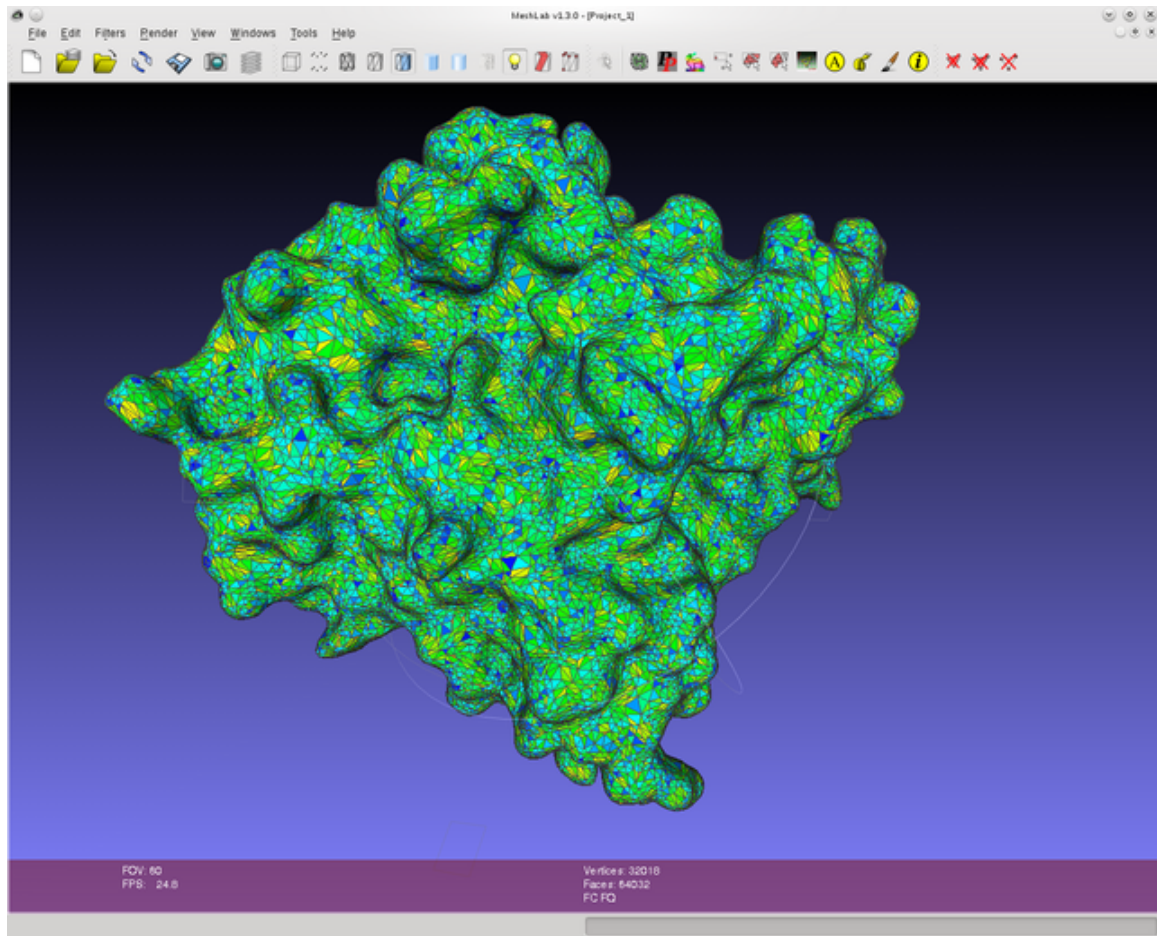 MeshLab v1.3.0 - [Project_1]
File Edit Filters Render View Windows Tools Help
A i
FOV: 60
FPS: 24.8
Vertices: 32018
Faces: 64032
FC FQ